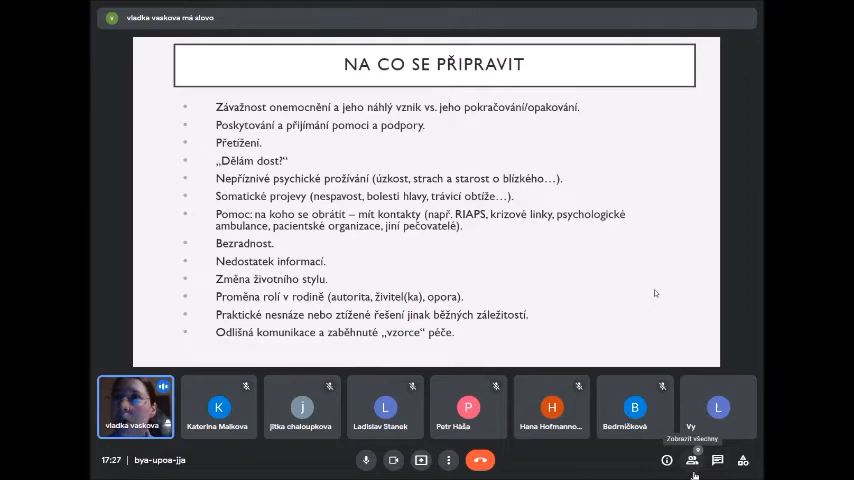 vladka vaskova má slovo
NA CO SE PŘIPRAVIT
Závažnost onemocnění a jeho náhlý vznik vs. jeho pokračování/opakování.
Poskytování a přijímání pomoci a podpory.
Přetížení.
„Dělám dost?“
Nepříznivé psychické prožívání (úzkost, strach a starost o blízkého…).
Somatické projevy (nespavost, bolesti hlavy, trávicí obtíže…).
Pomoc: na koho se obrátit – mít kontakty (např. RIAPS, krizové linky, psychologické
ambulance, pacientské organizace, jiní pečovatelé).
Bezradnost.
Nedostatek informací.
Změna životního stylu.
Proměna rolí v rodině (autorita, živitel(ka), opora).
Praktické nesnáze nebo ztížené řešení jinak běžných záležitostí.
Odlišná komunikace a zaběhnuté „vzorce“ péče.
K
j
L
P
H
B
L
vladka vaskova
Katerina Malkova
jitka chaloupkova
Ladislav Stanek
Petr Háša
Hana Hofmanno...
Bedrníčková
Vy
Zobrazit všechny
9
17:27 | bya-upoa-jja